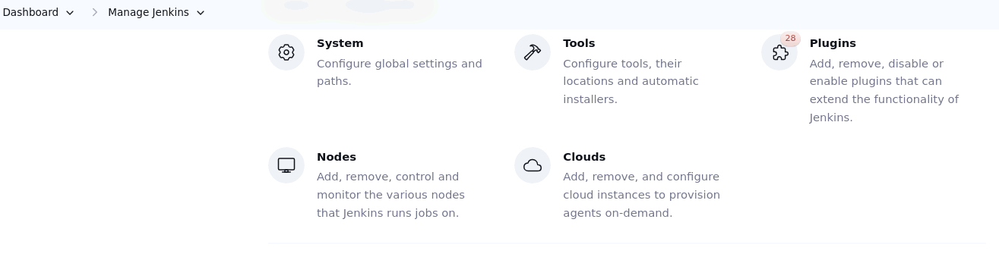 Dashboard
Manage Jenkins
System
Configure global settings and
paths.
Tools
Configure tools, their
locations and automatic
installers.
28
Plugins
Add, remove, disable or
enable plugins that can
extend the functionality of
Jenkins.
Nodes
Add, remove, control and
monitor the various nodes
that Jenkins runs jobs on.
Clouds
Add, remove, and configure
cloud instances to provision
agents on-demand.